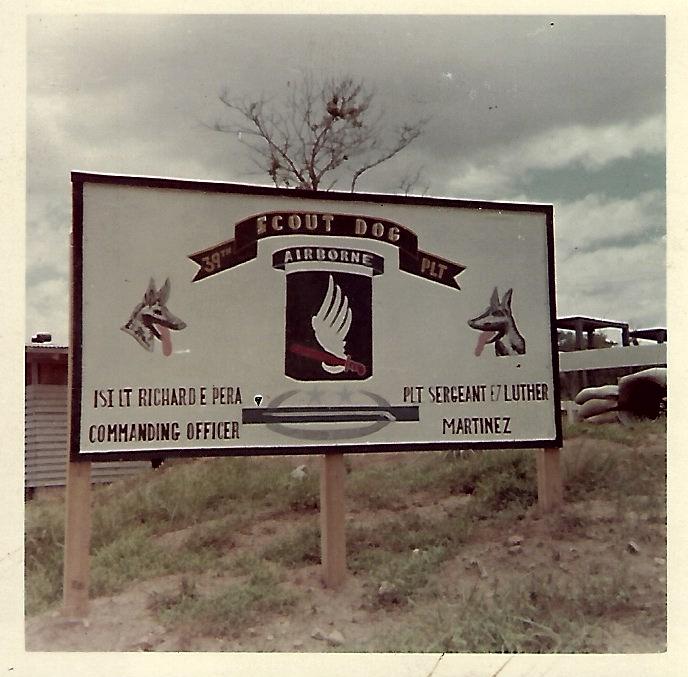 SCOUT DOG
39TH PLT
AIRBORNE
1ST LT RICHARD E PERA
COMMANDING OFFICER
PLT SERGEANT E7 LUTHER
MARTINEZ